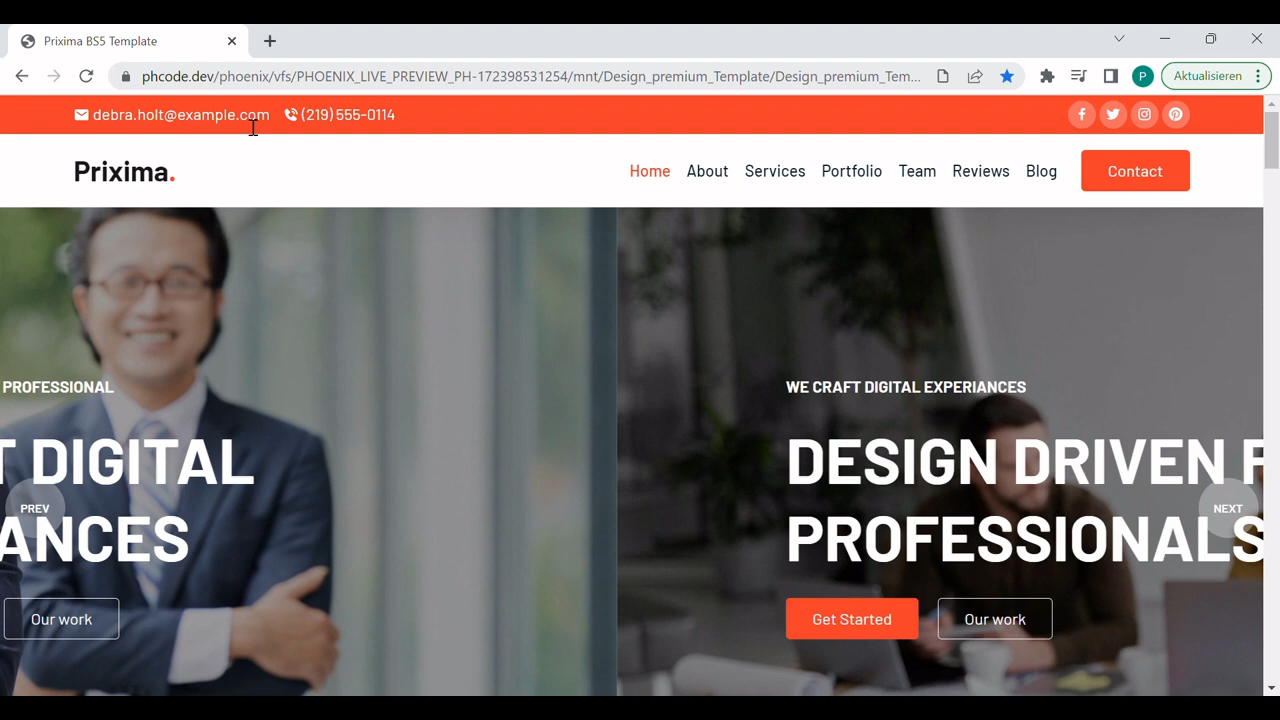 Prixima BS5 Template
phcode.dev/phoenix/vfs/PHOENIX_LIVE_PREVIEW_PH-172398531254/mnt/Design_premium_Template/Design_premium_Tem...
P
Aktualisieren
debra.holt@example.com (219) 555-0114
Prixima.
Home About Services Portfolio Team Reviews Blog Contact
PROFESSIONAL
T DIGITAL
ANCES
PREV
Our work
WE CRAFT DIGITAL EXPERIANCES
DESIGN DRIVEN F
PROFESSIONALS
NEXT
Get Started Our work